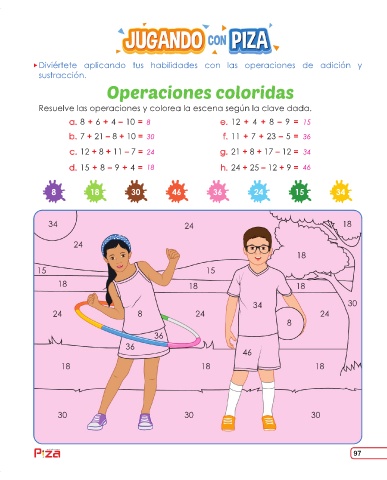 JUGANDO CON PIZA
▸Diviértete aplicando tus habilidades con las operaciones de adición y
sustracción.
Operaciones coloridas
Resuelve las operaciones y colorea la escena según la clave dada.
a. 8 + 6 + 4 – 10 = 8
e. 12 + 4 + 8 – 9 = 15
b. 7 + 21 – 8 + 10 = 30
f. 11 + 7 + 23 – 5 = 36
c. 12 + 8 + 11 – 7 = 24
g. 21 + 8 + 17 – 12 = 34
d. 15 + 8 – 9 + 4 = 18
h. 24 + 25 – 12 + 9 = 46
8 18 30 46 36 24 15 34
34 24 18
24
18
15 15
18 18 18
30
34
24 8 24 24
8
36
36
46
18 18 18
30 30 30
Piza
97